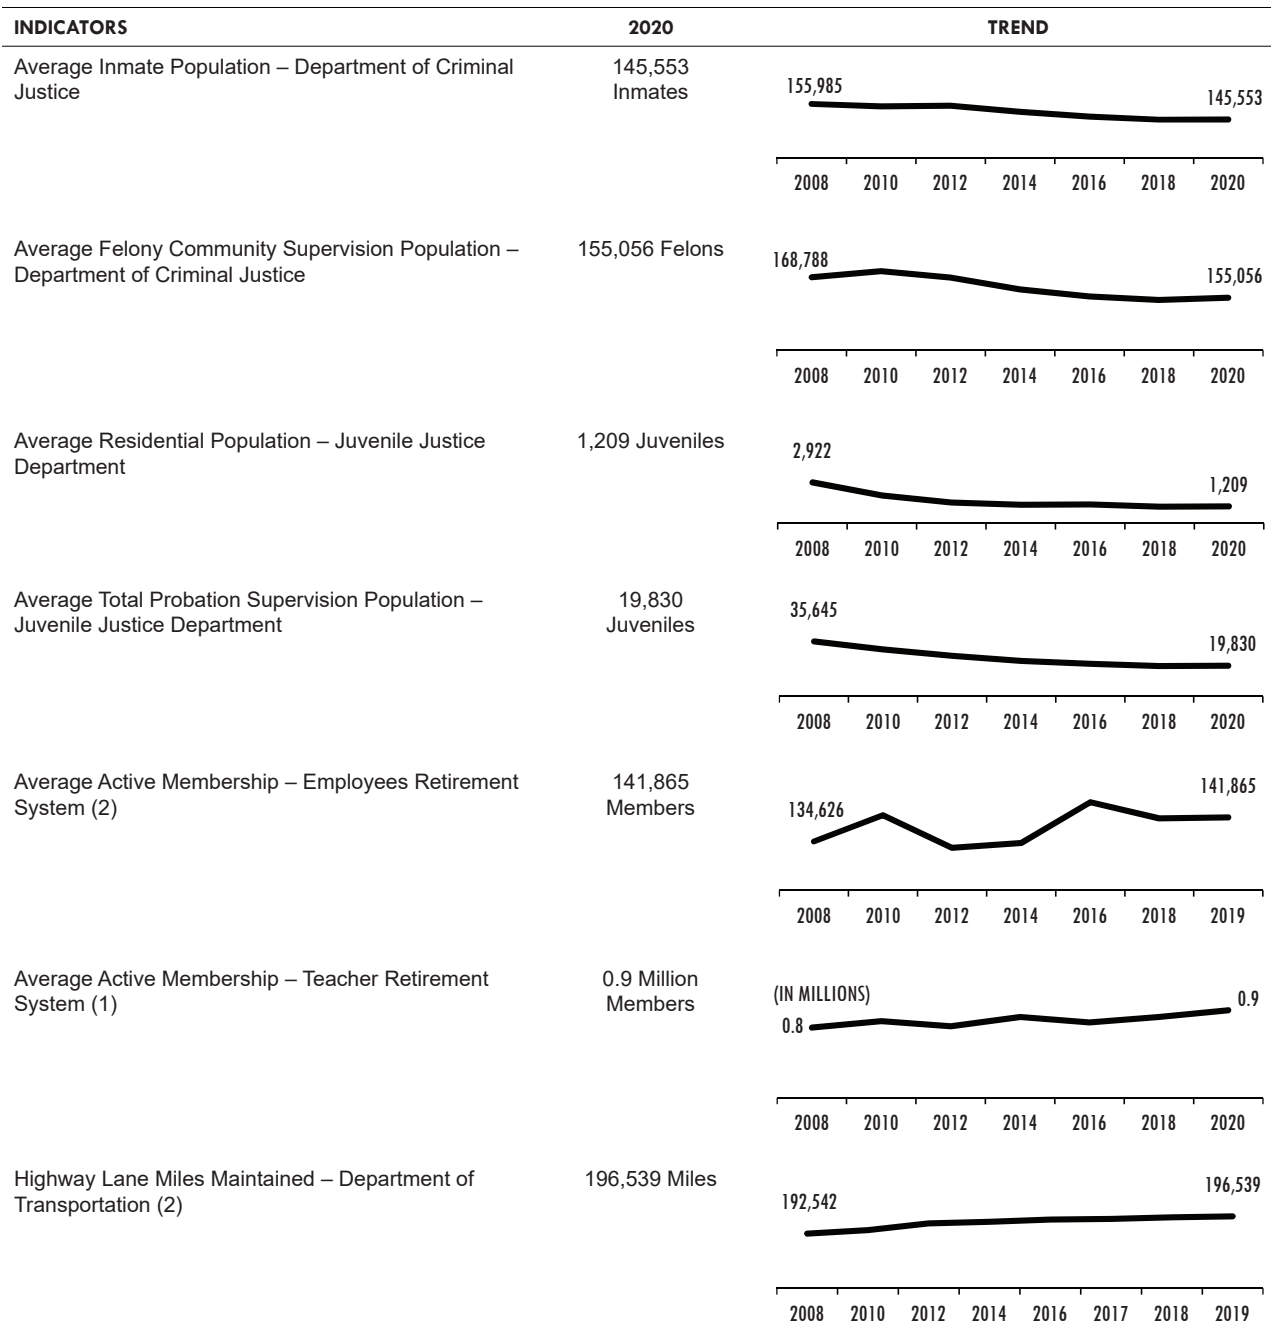 INDICATORS 2020 TREND
Average Inmate Population – Department of Criminal
Justice
145,553
Inmates
155,985
145,553
2008 2010 2012 2014 2016 2018 2020
Average Felony Community Supervision Population –
Department of Criminal Justice
155,056 Felons
168,788
155,056
2008 2010 2012 2014 2016 2018 2020
Average Residential Population – Juvenile Justice
Department
1,209 Juveniles
2,922
1,209
2008 2010 2012 2014 2016 2018 2020
Average Total Probation Supervision Population –
Juvenile Justice Department
19,830
Juveniles
35,645
19,830
2008 2010 2012 2014 2016 2018 2020
Average Active Membership – Employees Retirement
System (2)
141,865
Members
134,626
141,865
2008 2010 2012 2014 2016 2018 2019
Average Active Membership – Teacher Retirement
System (1)
0.9 Million
Members
(IN MILLIONS)
0.8
0.9
2008 2010 2012 2014 2016 2018 2020
Highway Lane Miles Maintained – Department of
Transportation (2)
196,539 Miles
192,542
196,539
2008 2010 2012 2014 2016 2017 2018 2019